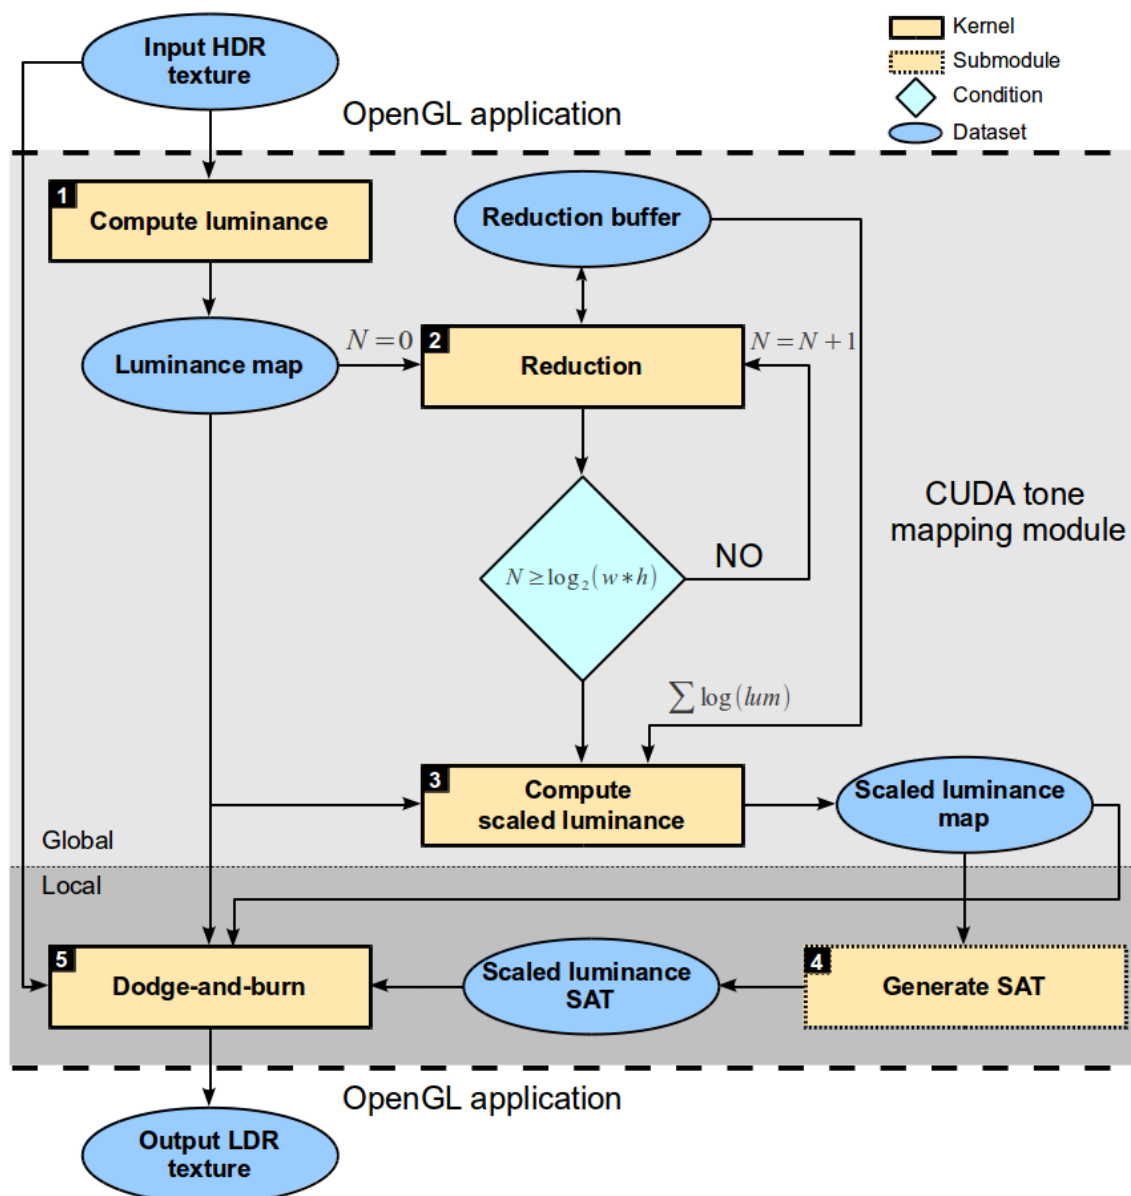 Input HDR
texture
Kernel
Submodule
Condition
Dataset
OpenGL application
1
Compute luminance
Reduction buffer
Luminance map
N=0
2
Reduction
N=N+1
CUDA tone
mapping module
N≥log₂(w*h)
NO
∑log(lum)
3
Compute
scaled luminance
Scaled luminance
map
Global
Local
5
Dodge-and-burn
Scaled luminance
SAT
4
Generate SAT
OpenGL application
Output LDR
texture